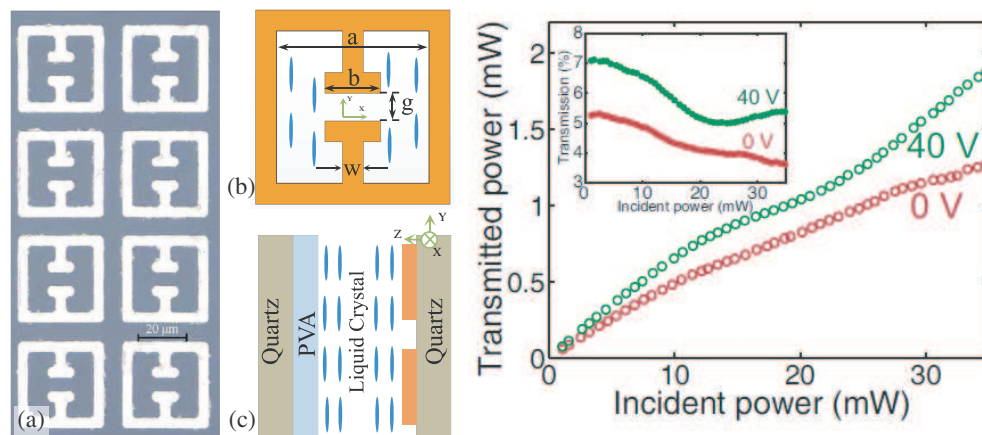 20 µm
(a)
a
b
g
Y
X
W
(b)
Y
Z
X
Quartz
PVA
Liquid Crystal
Quartz
(c)
Transmitted power (mW)
2
1.5
1
0.5
0
0 10 20 30
Incident power (mW)
40 V
0 V
Transmission (%)
8
7
6
5
4
3
0 10 20 30
Incident power (mW)
40 V
0 V